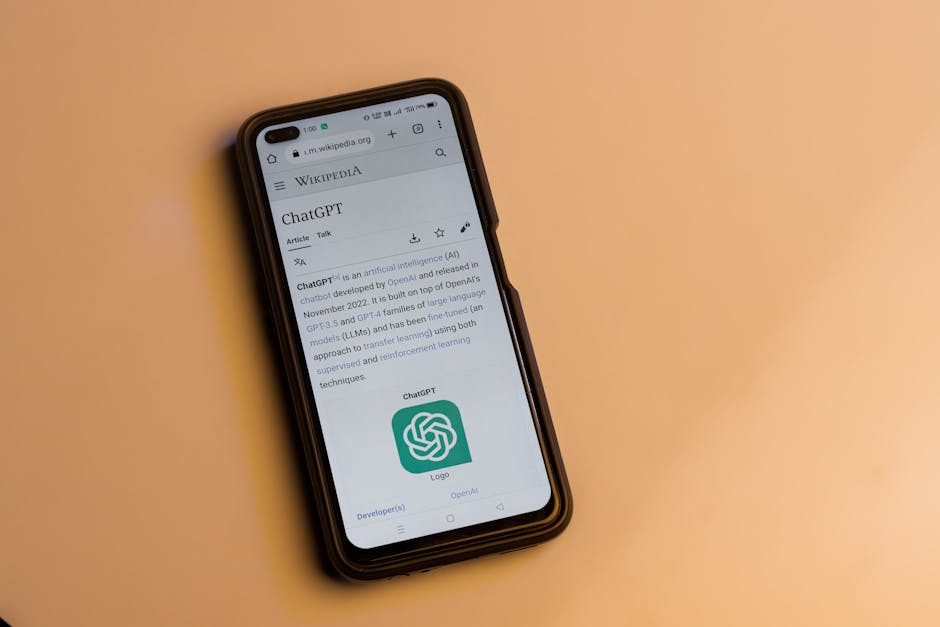 1:00
79%
.m.wikipedia.org
WIKIPEDIA
ChatGPT
Article Talk
ChatGPT[a] is an artificial intelligence (AI)
chatbot developed by OpenAI and released in
November 2022. It is built on top of OpenAI's
GPT-3.5 and GPT-4 families of large language
models (LLMs) and has been fine-tuned (an
approach to transfer learning) using both
supervised and reinforcement learning
techniques.
ChatGPT
Logo
Developer(s) OpenAI